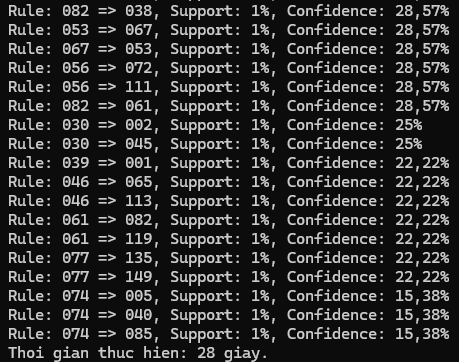 Rule: 082 => 038, Support: 1%, Confidence: 28,57%
Rule: 053 => 067, Support: 1%, Confidence: 28,57%
Rule: 067 => 053, Support: 1%, Confidence: 28,57%
Rule: 056 => 072, Support: 1%, Confidence: 28,57%
Rule: 056 => 111, Support: 1%, Confidence: 28,57%
Rule: 082 => 061, Support: 1%, Confidence: 28,57%
Rule: 030 => 002, Support: 1%, Confidence: 25%
Rule: 030 => 045, Support: 1%, Confidence: 25%
Rule: 039 => 001, Support: 1%, Confidence: 22,22%
Rule: 046 => 065, Support: 1%, Confidence: 22,22%
Rule: 046 => 113, Support: 1%, Confidence: 22,22%
Rule: 061 => 082, Support: 1%, Confidence: 22,22%
Rule: 061 => 119, Support: 1%, Confidence: 22,22%
Rule: 077 => 135, Support: 1%, Confidence: 22,22%
Rule: 077 => 149, Support: 1%, Confidence: 22,22%
Rule: 074 => 005, Support: 1%, Confidence: 15,38%
Rule: 074 => 040, Support: 1%, Confidence: 15,38%
Rule: 074 => 085, Support: 1%, Confidence: 15,38%
Thoi gian thuc hien: 28 giay.